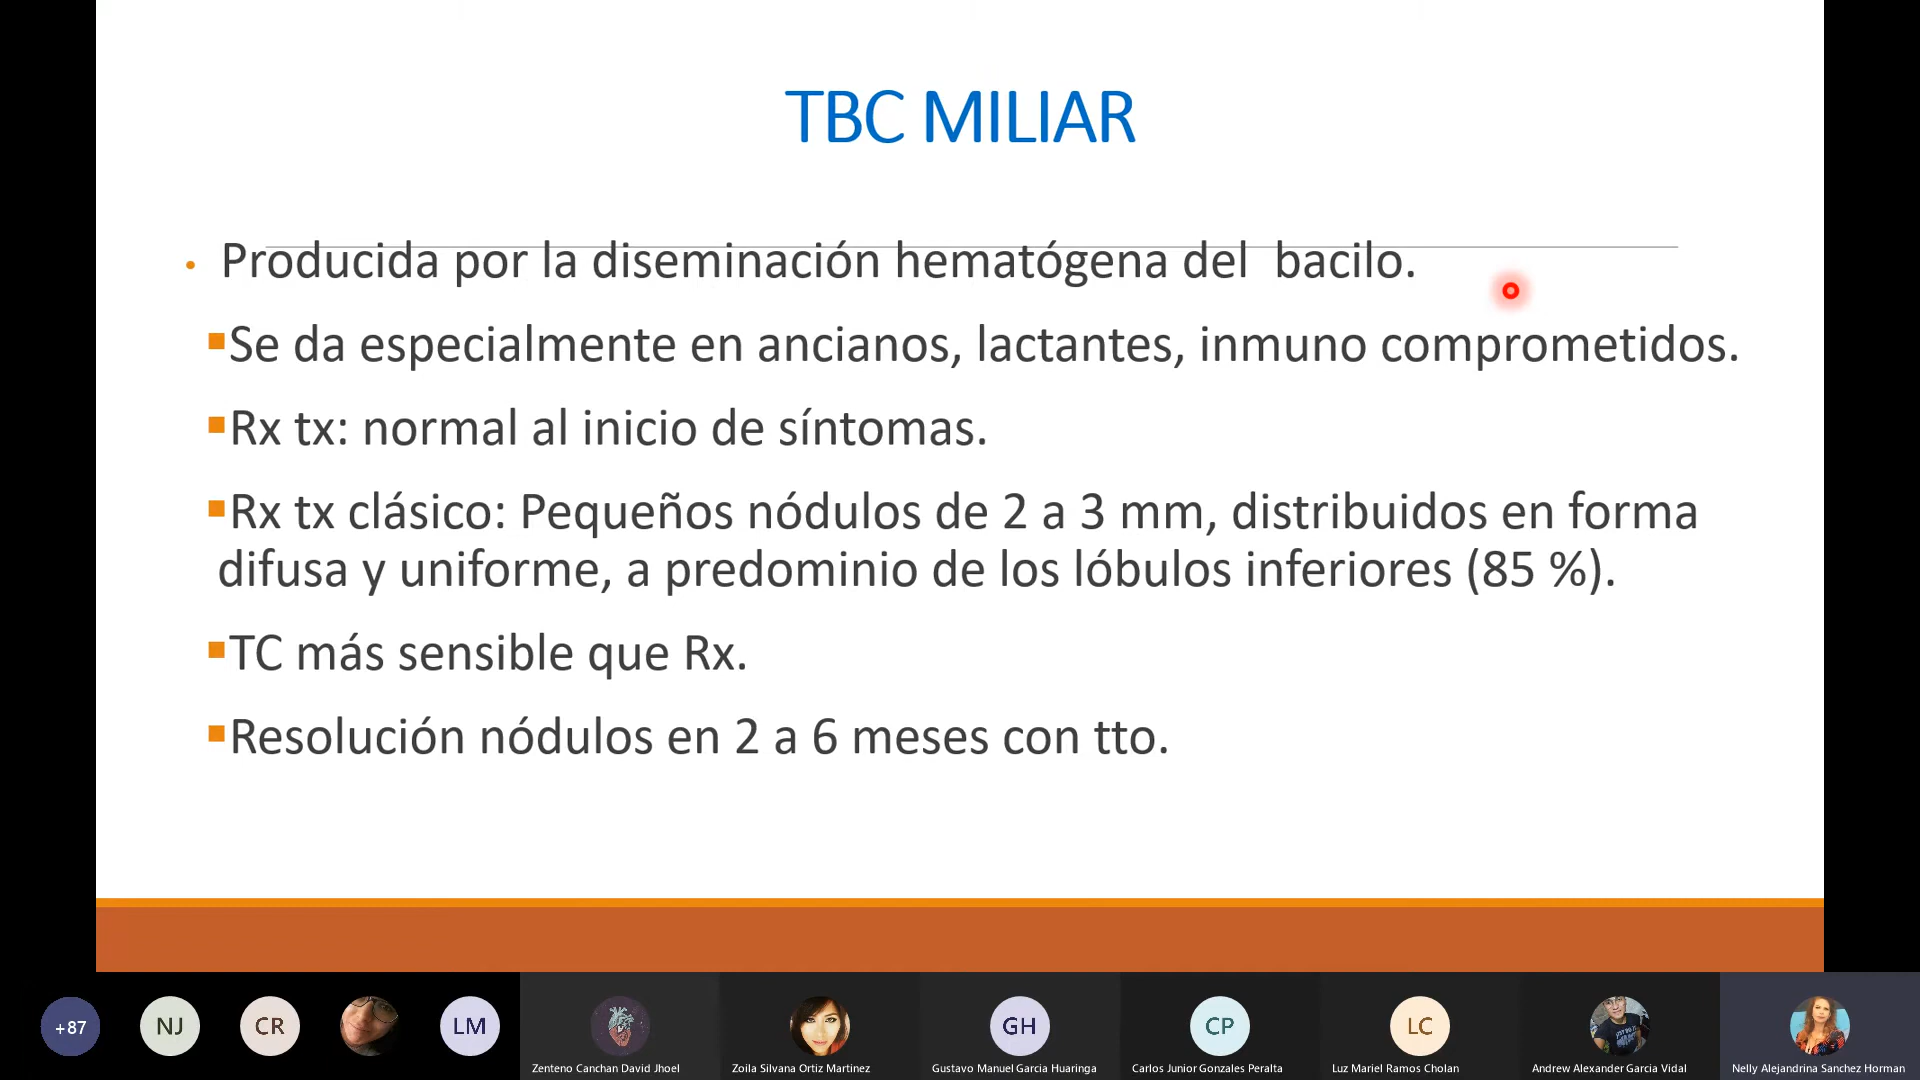 TBC MILIAR
• Producida por la diseminación hematógena del bacilo.
▪Se da especialmente en ancianos, lactantes, inmuno comprometidos.
▪Rx tx: normal al inicio de síntomas.
▪Rx tx clásico: Pequeños nódulos de 2 a 3 mm, distribuidos en forma
difusa y uniforme, a predominio de los lóbulos inferiores (85 %).
▪TC más sensible que Rx.
▪Resolución nódulos en 2 a 6 meses con tto.
+87
NJ
CR
LM
GH
CP
LC
Zenteno Canchan David Jhoel
Zoila Silvana Ortiz Martinez
Gustavo Manuel Garcia Huaringa
Carlos Junior Gonzales Peralta
Luz Mariel Ramos Cholan
Andrew Alexander Garcia Vidal
Nelly Alejandrina Sanchez Horman